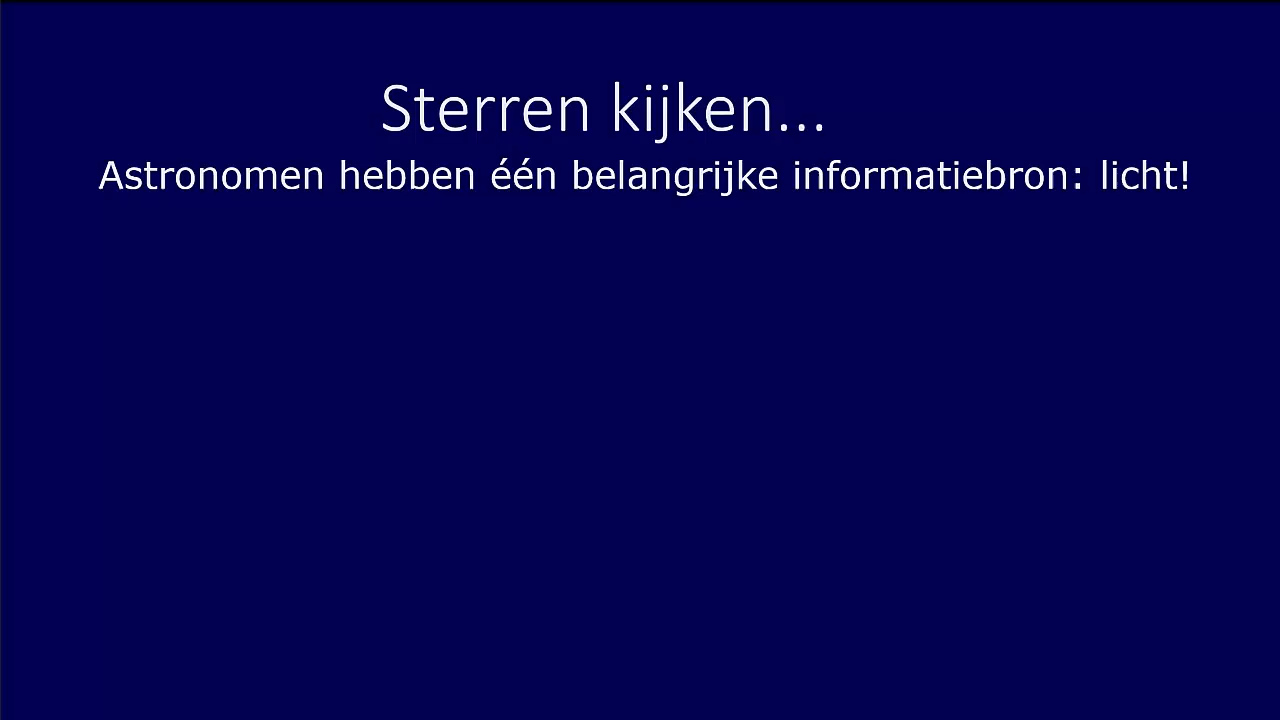 Sterren kijken...
Astronomen hebben één belangrijke informatiebron: licht!